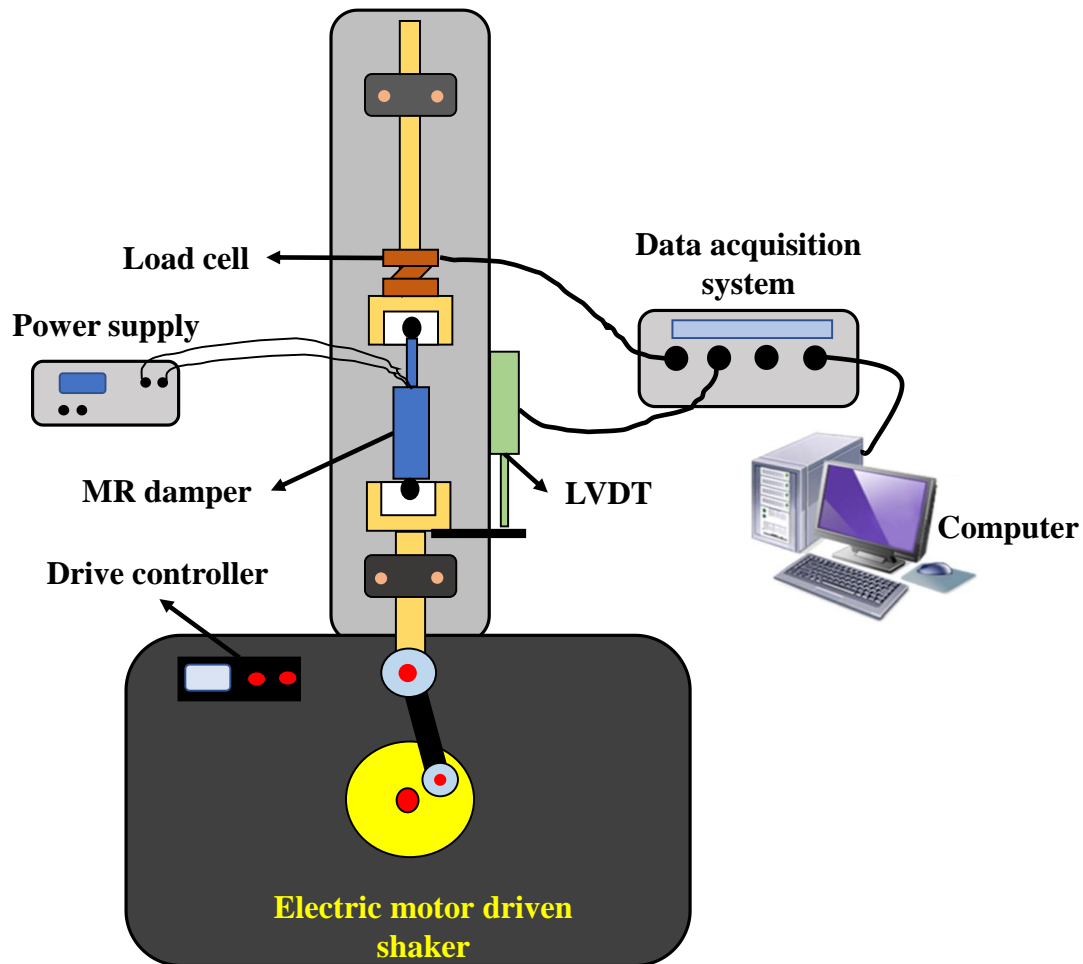 Load cell
Data acquisition
system
Power supply
MR damper
LVDT
Computer
Drive controller
Electric motor driven
shaker